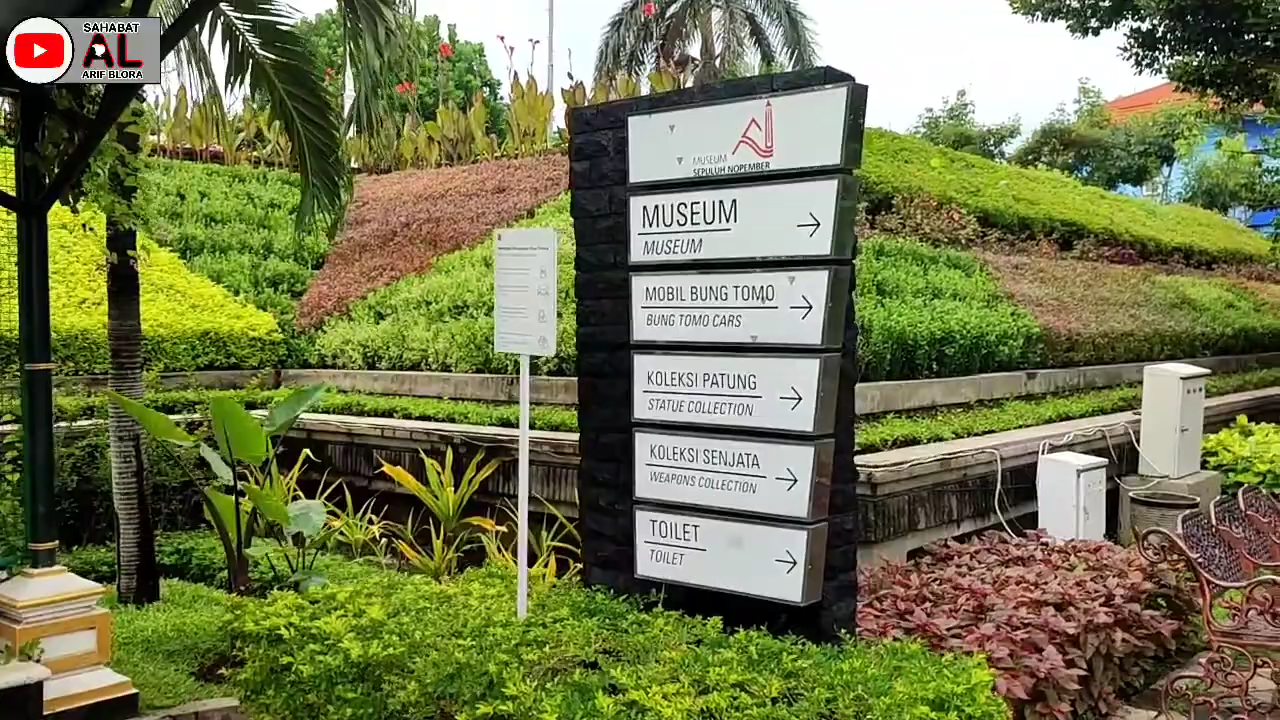 SAHABAT
AL
ARIF BLORA
MUSEUM
SEPULUH NOPEMBER
MUSEUM
MUSEUM
MOBIL BUNG TOMO
BUNG TOMO CARS
KOLEKSI PATUNG
STATUE COLLECTION
KOLEKSI SENJATA
WEAPONS COLLECTION
TOILET
TOILET